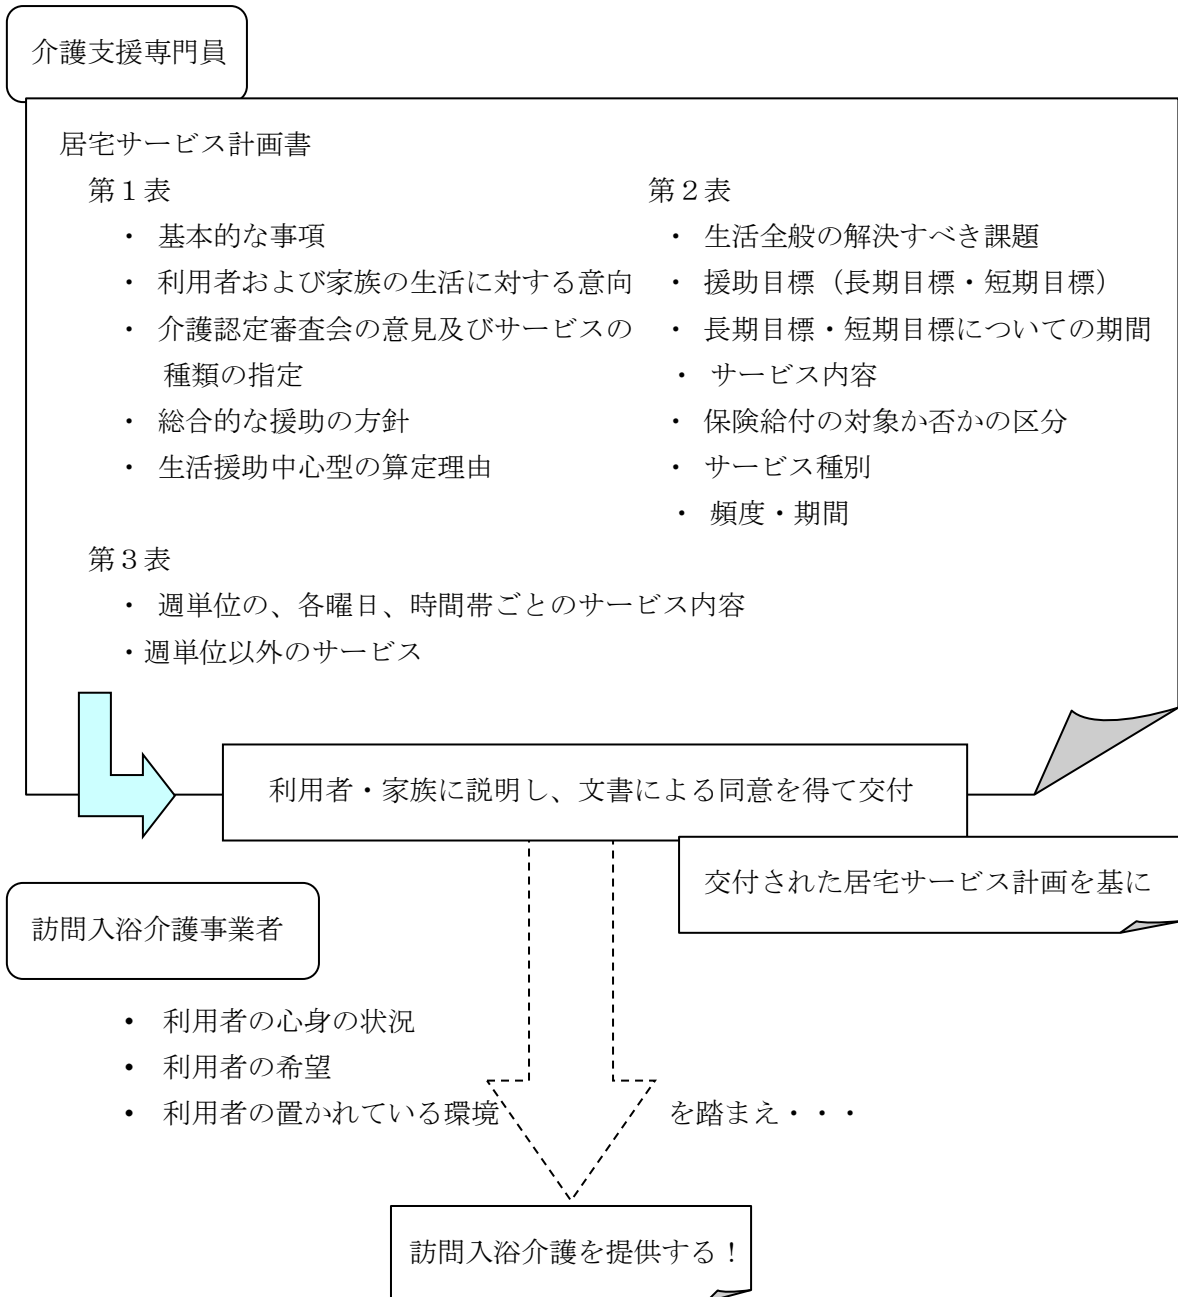 介護支援専門員
居宅サービス計画書
第１表
・ 基本的な事項
・ 利用者および家族の生活に対する意向
・ 介護認定審査会の意見及びサービスの
種類の指定
・ 総合的な援助の方針
・ 生活援助中心型の算定理由
第２表
・ 生活全般の解決すべき課題
・ 援助目標（長期目標・短期目標）
・ 長期目標・短期目標についての期間
・ サービス内容
・ 保険給付の対象か否かの区分
・ サービス種別
・ 頻度・期間
第３表
・ 週単位の、各曜日、時間帯ごとのサービス内容
・週単位以外のサービス
利用者・家族に説明し、文書による同意を得て交付
交付された居宅サービス計画を基に
訪問入浴介護事業者
• 利用者の心身の状況
• 利用者の希望
• 利用者の置かれている環境
を踏まえ・・・
訪問入浴介護を提供する！